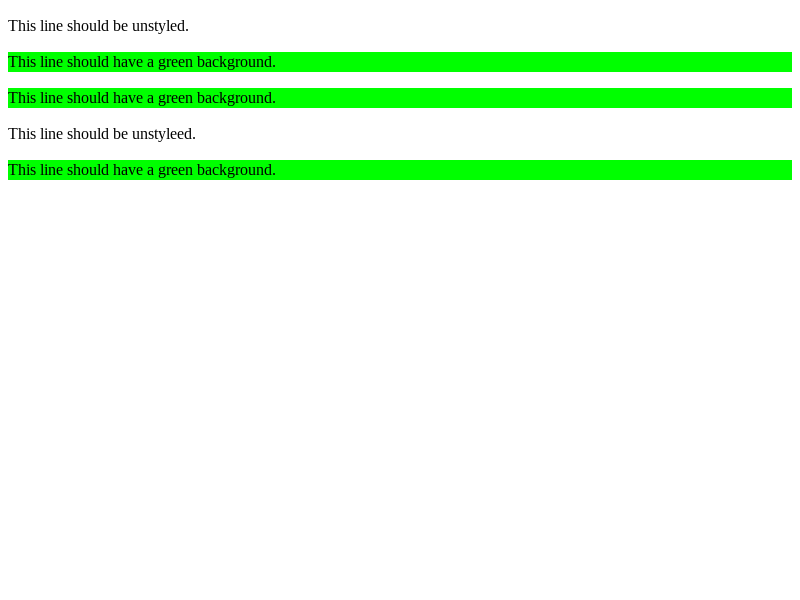 This line should be unstyled.
This line should have a green background.
This line should have a green background.
This line should be unstyleed.
This line should have a green background.